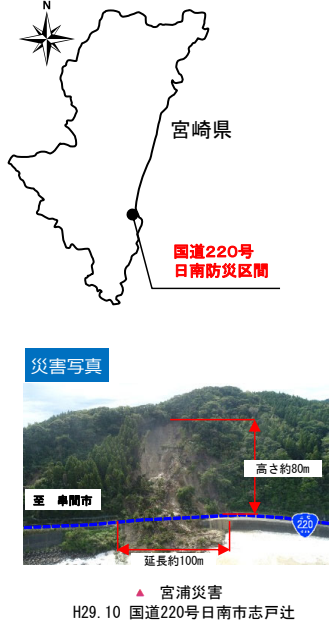 N
宮崎県
国道220号
日南防災区間
災害写真
高さ約80m
至 串間市
220
延長約100m
▲ 宮浦災害
H29.10 国道220号日南市志戸辻